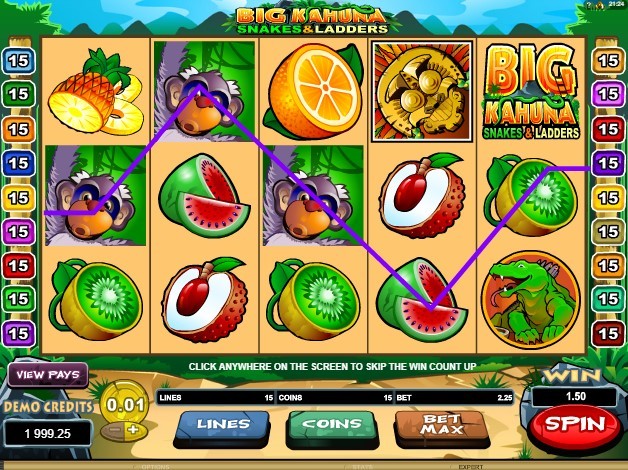 BIG KAHUNA
SNAKES & LADDERS
? 21:24
15 15
15 15
15 15
15 15
15 15
15 15
15 15
15 15
15 15
BIG
KAHUNA
SNAKES & LADDERS
CLICK ANYWHERE ON THE SCREEN TO SKIP THE WIN COUNT UP
VIEW PAYS
WIN
DEMO CREDITS
0.01
LINES 15 COINS 15 BET 2.25
1.50
1 999.25
- +
LINES
COINS
BET
MAX
SPIN
OPTIONS STATS EXPERT